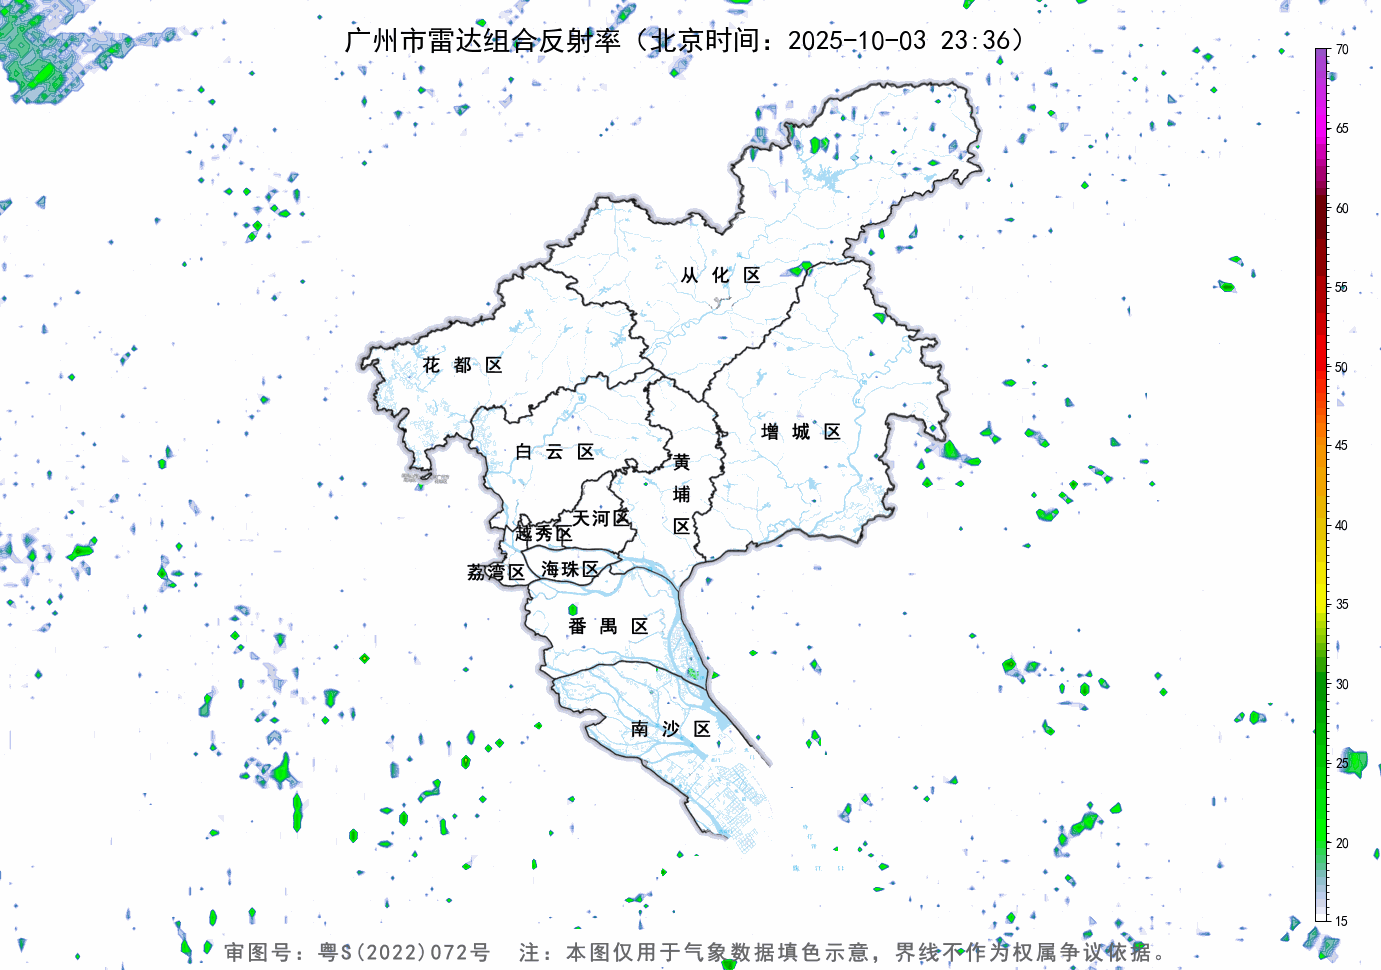 广州市雷达组合反射率（北京时间：2025-10-03 23:36）
70
65
60
55
50
45
40
35
30
25
20
15
从化区
花都区
增城区
白云区
黄埔区
天河区
越秀区
海珠区
荔湾区
番禺区
南沙区
审图号：粤S(2022)072号 注：本图仅用于气象数据填色示意，界线不作为权属争议依据。